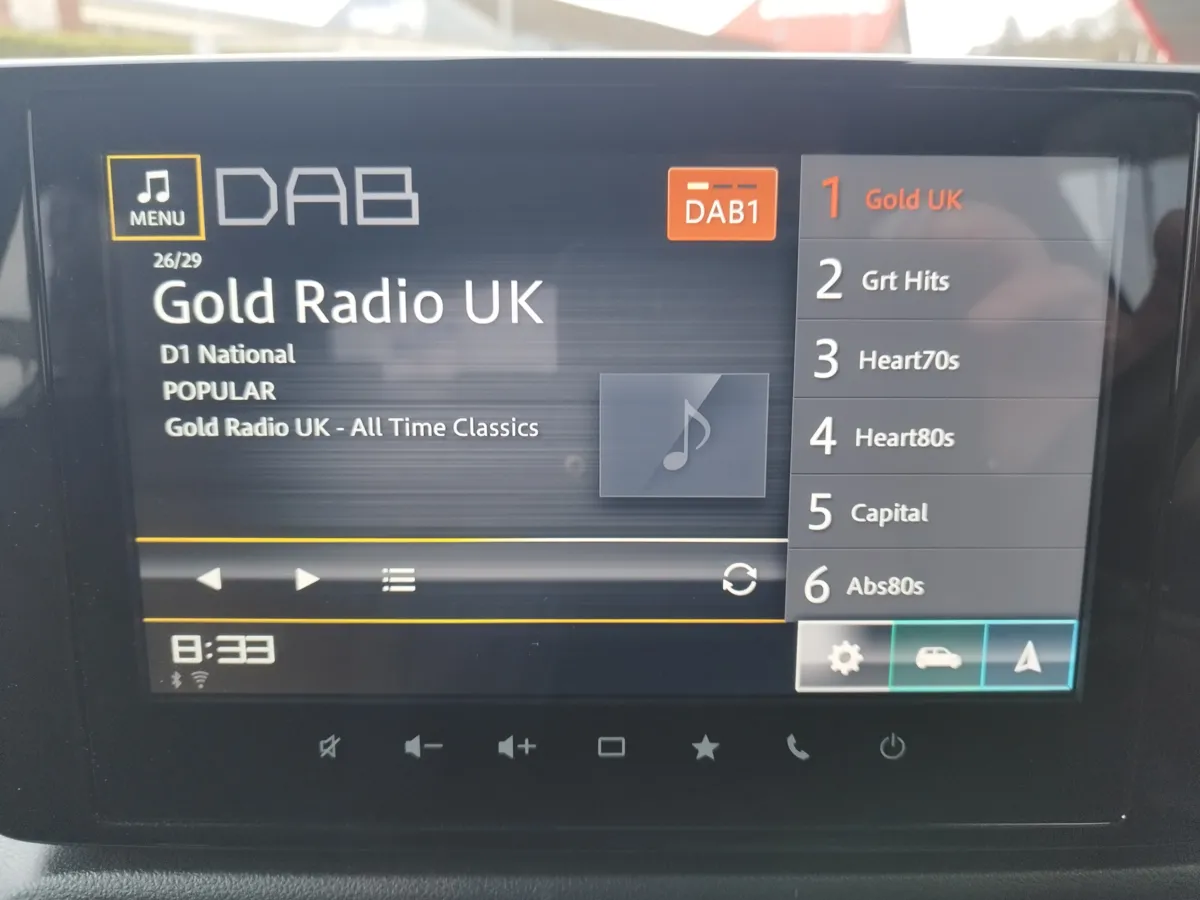 MENU
DAB
DAB1
26/29
Gold Radio UK
D1 National
POPULAR
Gold Radio UK - All Time Classics
1 Gold UK
2 Grt Hits
3 Heart70s
4 Heart80s
5 Capital
6 Abs80s
8:33